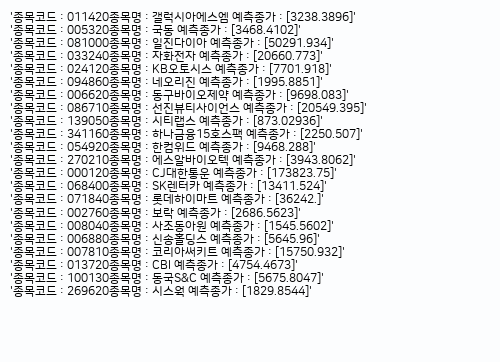 '종목코드 : 011420종목명 : 갤럭시아에스엠 예측종가 : [3238.3896]'
'종목코드 : 005320종목명 : 국동 예측종가 : [3468.4102]'
'종목코드 : 081000종목명 : 일진다이아 예측종가 : [50291.934]'
'종목코드 : 033240종목명 : 자화전자 예측종가 : [20660.773]'
'종목코드 : 024120종목명 : KB오토시스 예측종가 : [7701.918]'
'종목코드 : 094860종목명 : 네오리진 예측종가 : [1995.8851]'
'종목코드 : 006620종목명 : 동구바이오제약 예측종가 : [9698.083]'
'종목코드 : 086710종목명 : 선진뷰티사이언스 예측종가 : [20549.395]'
'종목코드 : 139050종목명 : 시티랩스 예측종가 : [873.02936]'
'종목코드 : 341160종목명 : 하나금융15호스팩 예측종가 : [2250.507]'
'종목코드 : 054920종목명 : 한컴위드 예측종가 : [9468.288]'
'종목코드 : 270210종목명 : 에스알바이오텍 예측종가 : [3943.8062]'
'종목코드 : 000120종목명 : CJ대한통운 예측종가 : [173823.75]'
'종목코드 : 068400종목명 : SK렌터카 예측종가 : [13411.524]'
'종목코드 : 071840종목명 : 롯데하이마트 예측종가 : [36242.]'
'종목코드 : 002760종목명 : 보락 예측종가 : [2686.5623]'
'종목코드 : 008040종목명 : 사조동아원 예측종가 : [1545.5602]'
'종목코드 : 006880종목명 : 신송홀딩스 예측종가 : [5645.96]'
'종목코드 : 007810종목명 : 코리아써키트 예측종가 : [15750.932]'
'종목코드 : 013720종목명 : CBI 예측종가 : [4754.4673]'
'종목코드 : 100130종목명 : 동국S&C 예측종가 : [5675.8047]'
'종목코드 : 269620종목명 : 시스웍 예측종가 : [1829.8544]'